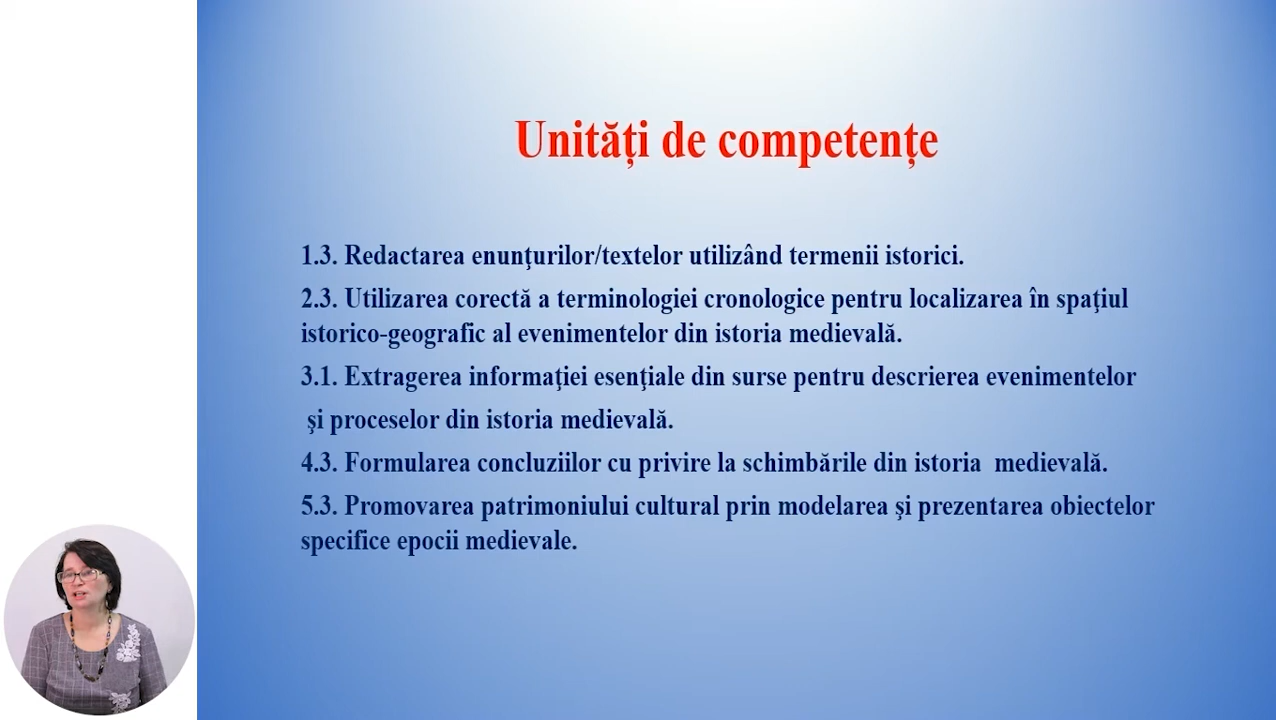 Unități de competențe
1.3. Redactarea enunţurilor/textelor utilizând termenii istorici.
2.3. Utilizarea corectă a terminologiei cronologice pentru localizarea în spaţiul
istorico-geografic al evenimentelor din istoria medievală.
3.1. Extragerea informaţiei esenţiale din surse pentru descrierea evenimentelor
şi proceselor din istoria medievală.
4.3. Formularea concluziilor cu privire la schimbările din istoria medievală.
5.3. Promovarea patrimoniului cultural prin modelarea şi prezentarea obiectelor
specifice epocii medievale.